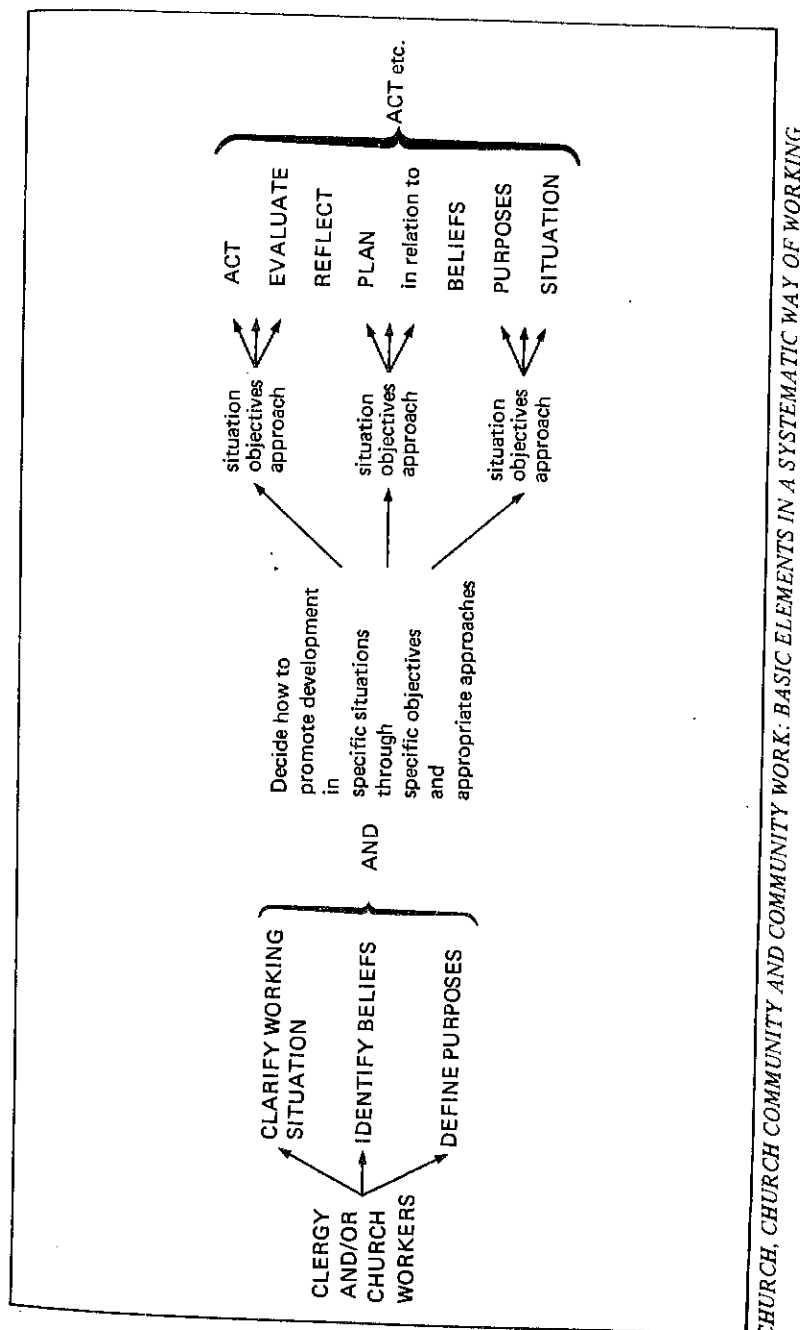 CLERGY
AND/OR
CHURCH
WORKERS
CLARIFY WORKING
SITUATION
IDENTIFY BELIEFS
DEFINE PURPOSES
AND
Decide how to
promote development
in
specific situations
through
specific objectives
and
appropriate approaches
situation
objectives
approach
situation
objectives
approach
situation
objectives
approach
ACT
EVALUATE
REFLECT
PLAN
in relation to
BELIEFS
PURPOSES
SITUATION
ACT etc.
CHURCH, CHURCH COMMUNITY AND COMMUNITY WORK: BASIC ELEMENTS IN A SYSTEMATIC WAY OF WORKING